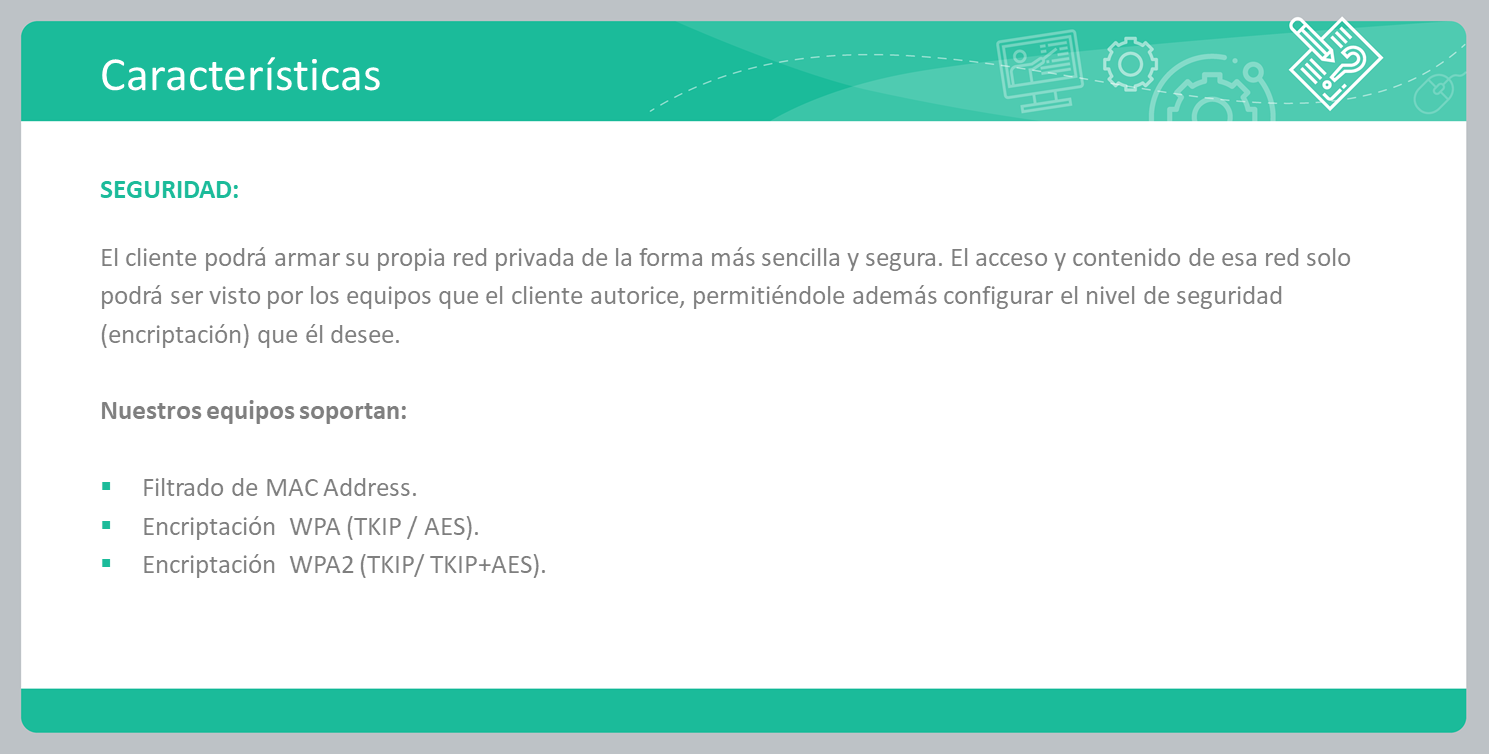 Características
SEGURIDAD:
El cliente podrá armar su propia red privada de la forma más sencilla y segura. El acceso y contenido de esa red solo
podrá ser visto por los equipos que el cliente autorice, permitiéndole además configurar el nivel de seguridad
(encriptación) que él desee.
Nuestros equipos soportan:
▪ Filtrado de MAC Address.
▪ Encriptación WPA (TKIP / AES).
▪ Encriptación WPA2 (TKIP/ TKIP+AES).